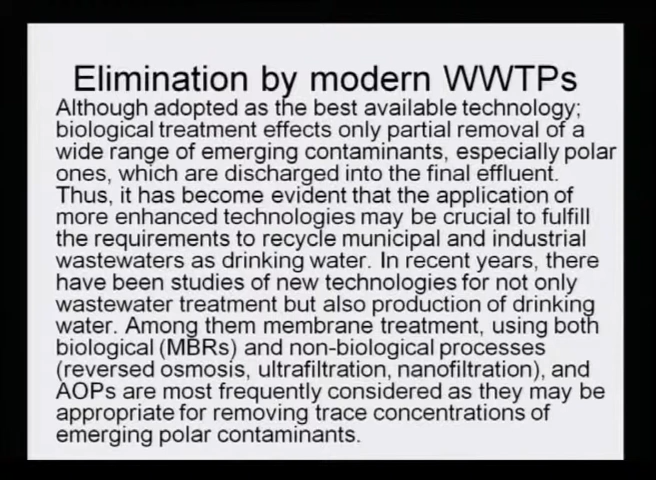 Elimination by modern WWTPs
Although adopted as the best available technology;
biological treatment effects only partial removal of a
wide range of emerging contaminants, especially polar
ones, which are discharged into the final effluent.
Thus, it has become evident that the application of
more enhanced technologies may be crucial to fulfill
the requirements to recycle municipal and industrial
wastewaters as drinking water. In recent years, there
have been studies of new technologies for not only
wastewater treatment but also production of drinking
water. Among them membrane treatment, using both
biological (MBRs) and non-biological processes
(reversed osmosis, ultrafiltration, nanofiltration), and
AOPs are most frequently considered as they may be
appropriate for removing trace concentrations of
emerging polar contaminants.